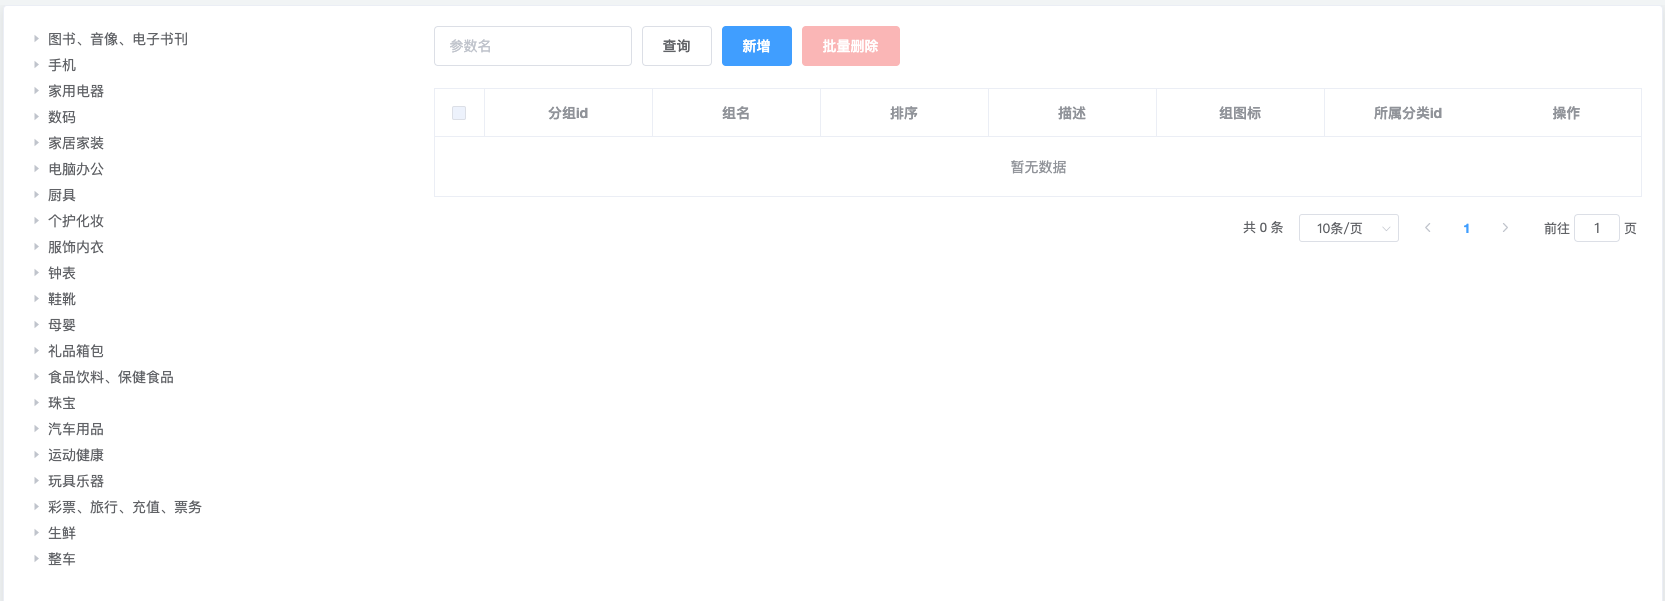 图书、音像、电子书刊
手机
家用电器
数码
家居家装
电脑办公
厨具
个护化妆
服饰内衣
钟表
鞋靴
母婴
礼品箱包
食品饮料、保健食品
珠宝
汽车用品
运动健康
玩具乐器
彩票、旅行、充值、票务
生鲜
整车
参数名 查询 新增 批量删除
分组id 组名 排序 描述 组图标 所属分类id 操作
暂无数据
共 0 条 10条/页 1 前往 1 页